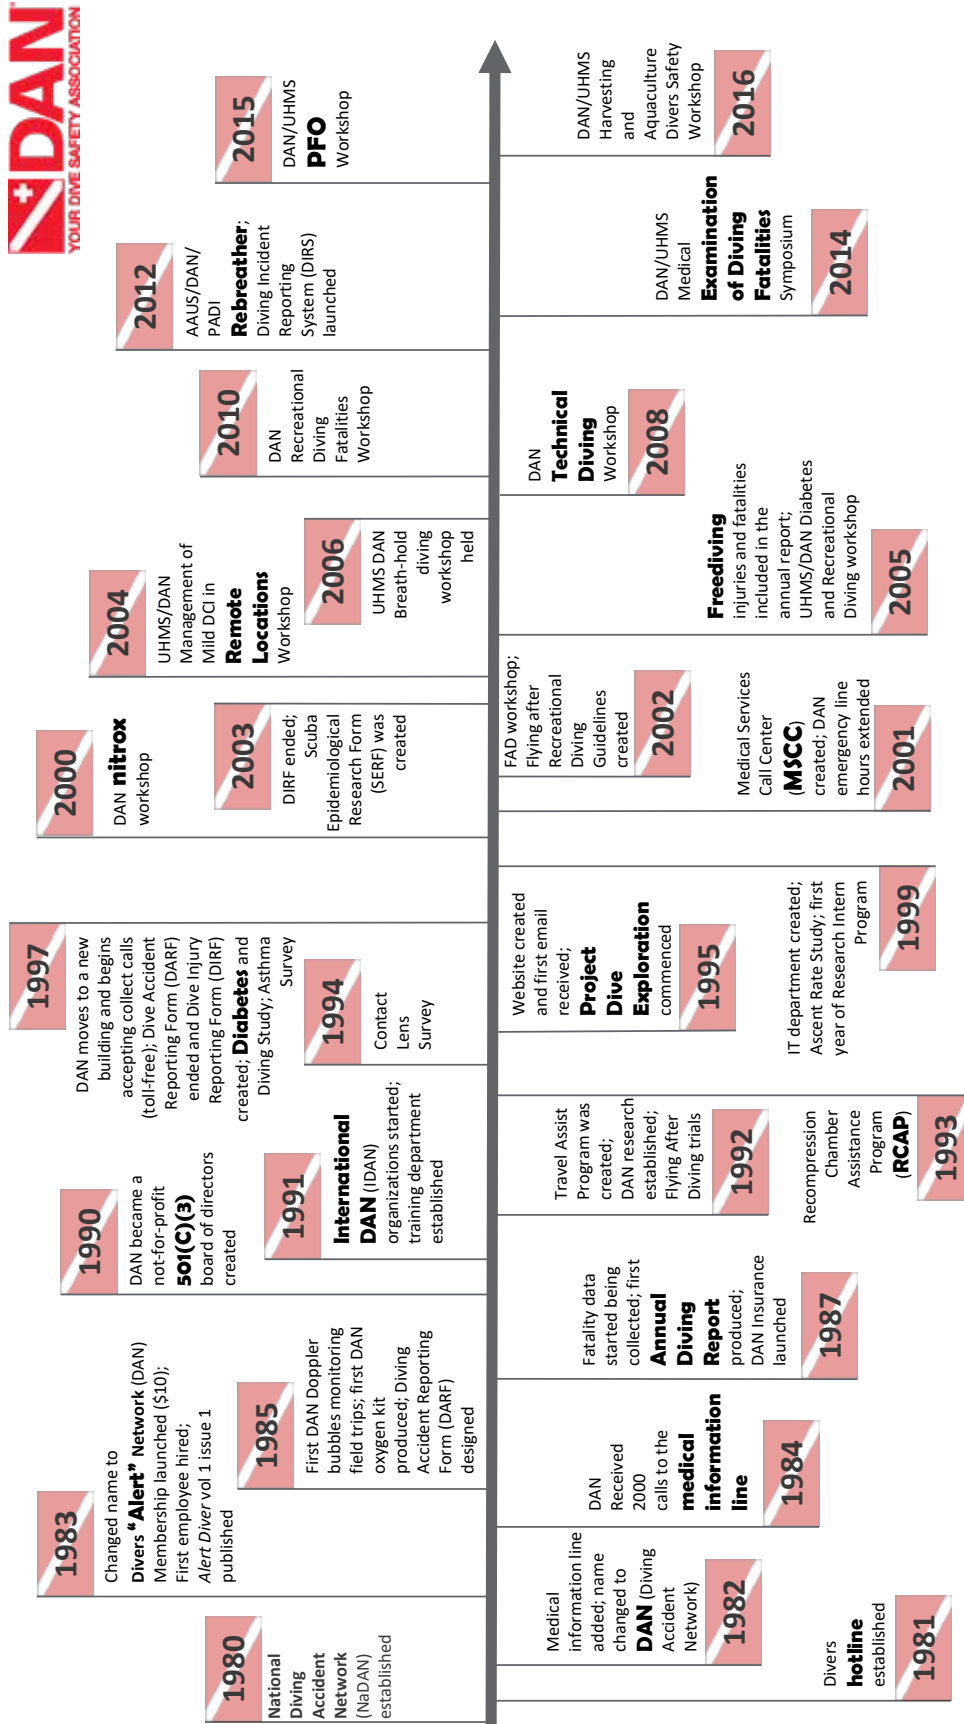 DAN
YOUR DIVE SAFETY ASSOCIATION
1980
National
Diving
Accident
Network
(NaDAN)
established
1981
Divers
hotline
established
1982
Medical
information line
added; name
changed to
DAN (Diving
Accident
Network)
1983
Changed name to
Divers "Alert" Network (DAN)
Membership launched ($10);
First employee hired;
Alert Diver vol 1 issue 1
published
1984
DAN
Received
2000
calls to the
medical
information
line
1985
First DAN Doppler
bubbles monitoring
field trips; first DAN
oxygen kit
produced; Diving
Accident Reporting
Form (DARF)
designed
1987
Fatality data
started being
collected; first
Annual
Diving
Report
produced;
DAN Insurance
launched
1990
DAN became a
not-for-profit
501(C)(3)
board of directors
created
1991
International
DAN (IDAN)
organizations started;
training department
established
1992
Travel Assist
Program was
created;
DAN research
established;
Flying After
Diving trials
1993
Recompression
Chamber
Assistance
Program
(RCAP)
1994
Contact
Lens
Survey
1995
Website created
and first email
received;
Project
Dive
Exploration
commenced
1997
DAN moves to a new
building and begins
accepting collect calls
(toll-free); Dive Accident
Reporting Form (DARF)
ended and Dive Injury
Reporting Form (DIRF)
created; Diabetes and
Diving Study; Asthma
Survey
1999
IT department created;
Ascent Rate Study; first
year of Research Intern
Program
2000
DAN nitrox
workshop
2001
Medical Services
Call Center
(MSCC)
created; DAN
emergency line
hours extended
2002
FAD workshop;
Flying after
Recreational
Diving
Guidelines
created
2003
DIRF ended;
Scuba
Epidemiological
Research Form
(SERF) was
created
2004
UHMS/DAN
Management of
Mild DCI in
Remote
Locations
Workshop
2005
Freediving
injuries and fatalities
included in the
annual report;
UHMS/DAN Diabetes
and Recreational
Diving workshop
2006
UHMS DAN
Breath-hold
diving
workshop
held
2008
DAN
Technical
Diving
Workshop
2010
DAN
Recreational
Diving
Fatalities
Workshop
2012
AAUS/DAN/
PADI
Rebreather;
Diving Incident
Reporting
System (DIRS)
launched
2014
DAN/UHMS
Medical
Examination
of Diving
Fatalities
Symposium
2015
DAN/UHMS
PFO
Workshop
2016
DAN/UHMS
Harvesting
and
Aquaculture
Divers Safety
Workshop